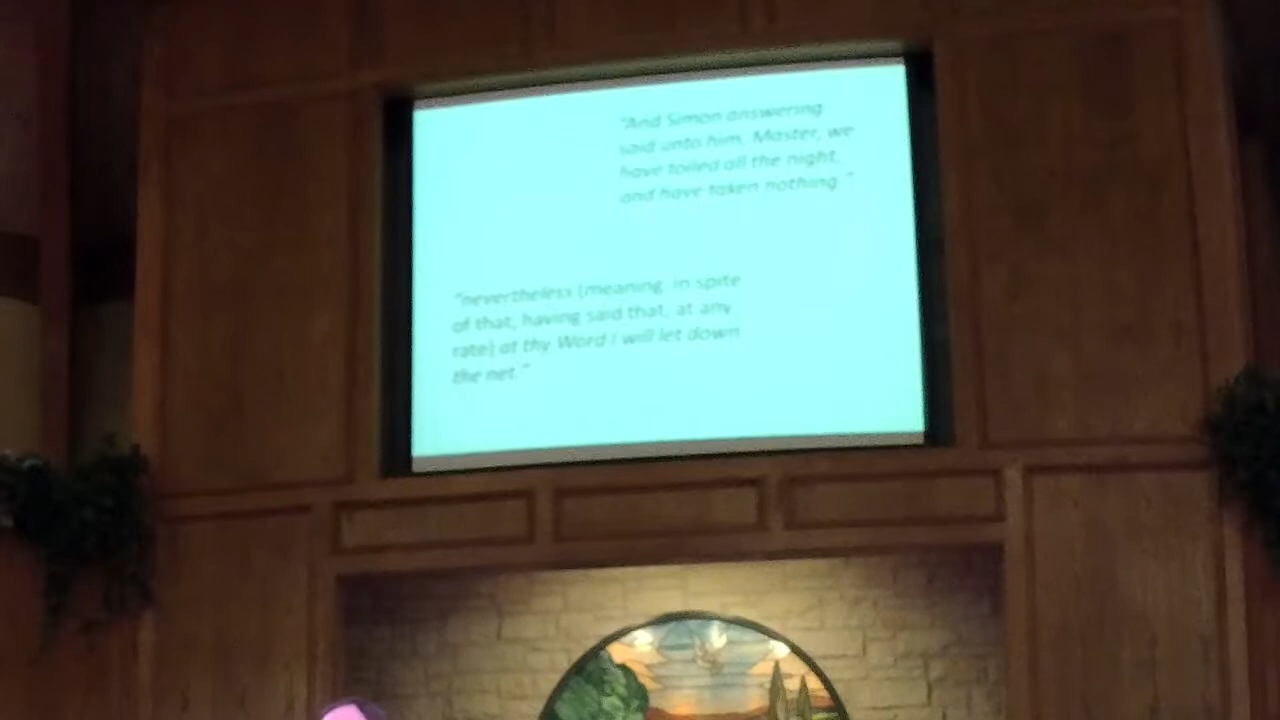 "And Simon answering
said unto him, Master, we
have toiled all the night,
and have taken nothing."
"nevertheless (meaning in spite
of that, having said that, at any
rate) at thy Word I will let down
the net."